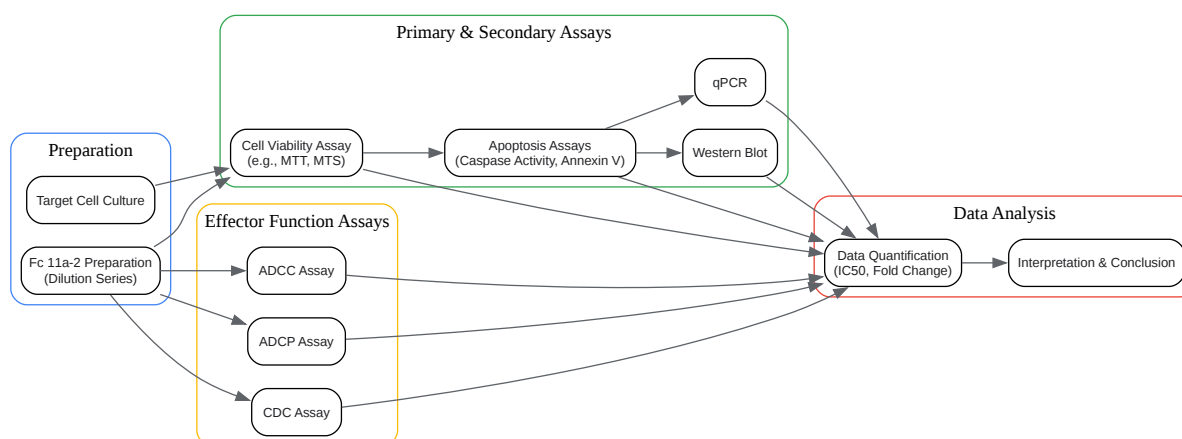 Primary & Secondary Assays
qPCR
Cell Viability Assay
(e.g., MTT, MTS)
Apoptosis Assays
(Caspase Activity, Annexin V)
Western Blot
Preparation
Target Cell Culture
Fc 11a-2 Preparation
(Dilution Series)
Effector Function Assays
ADCC Assay
ADCP Assay
CDC Assay
Data Analysis
Data Quantification
(IC50, Fold Change)
Interpretation & Conclusion